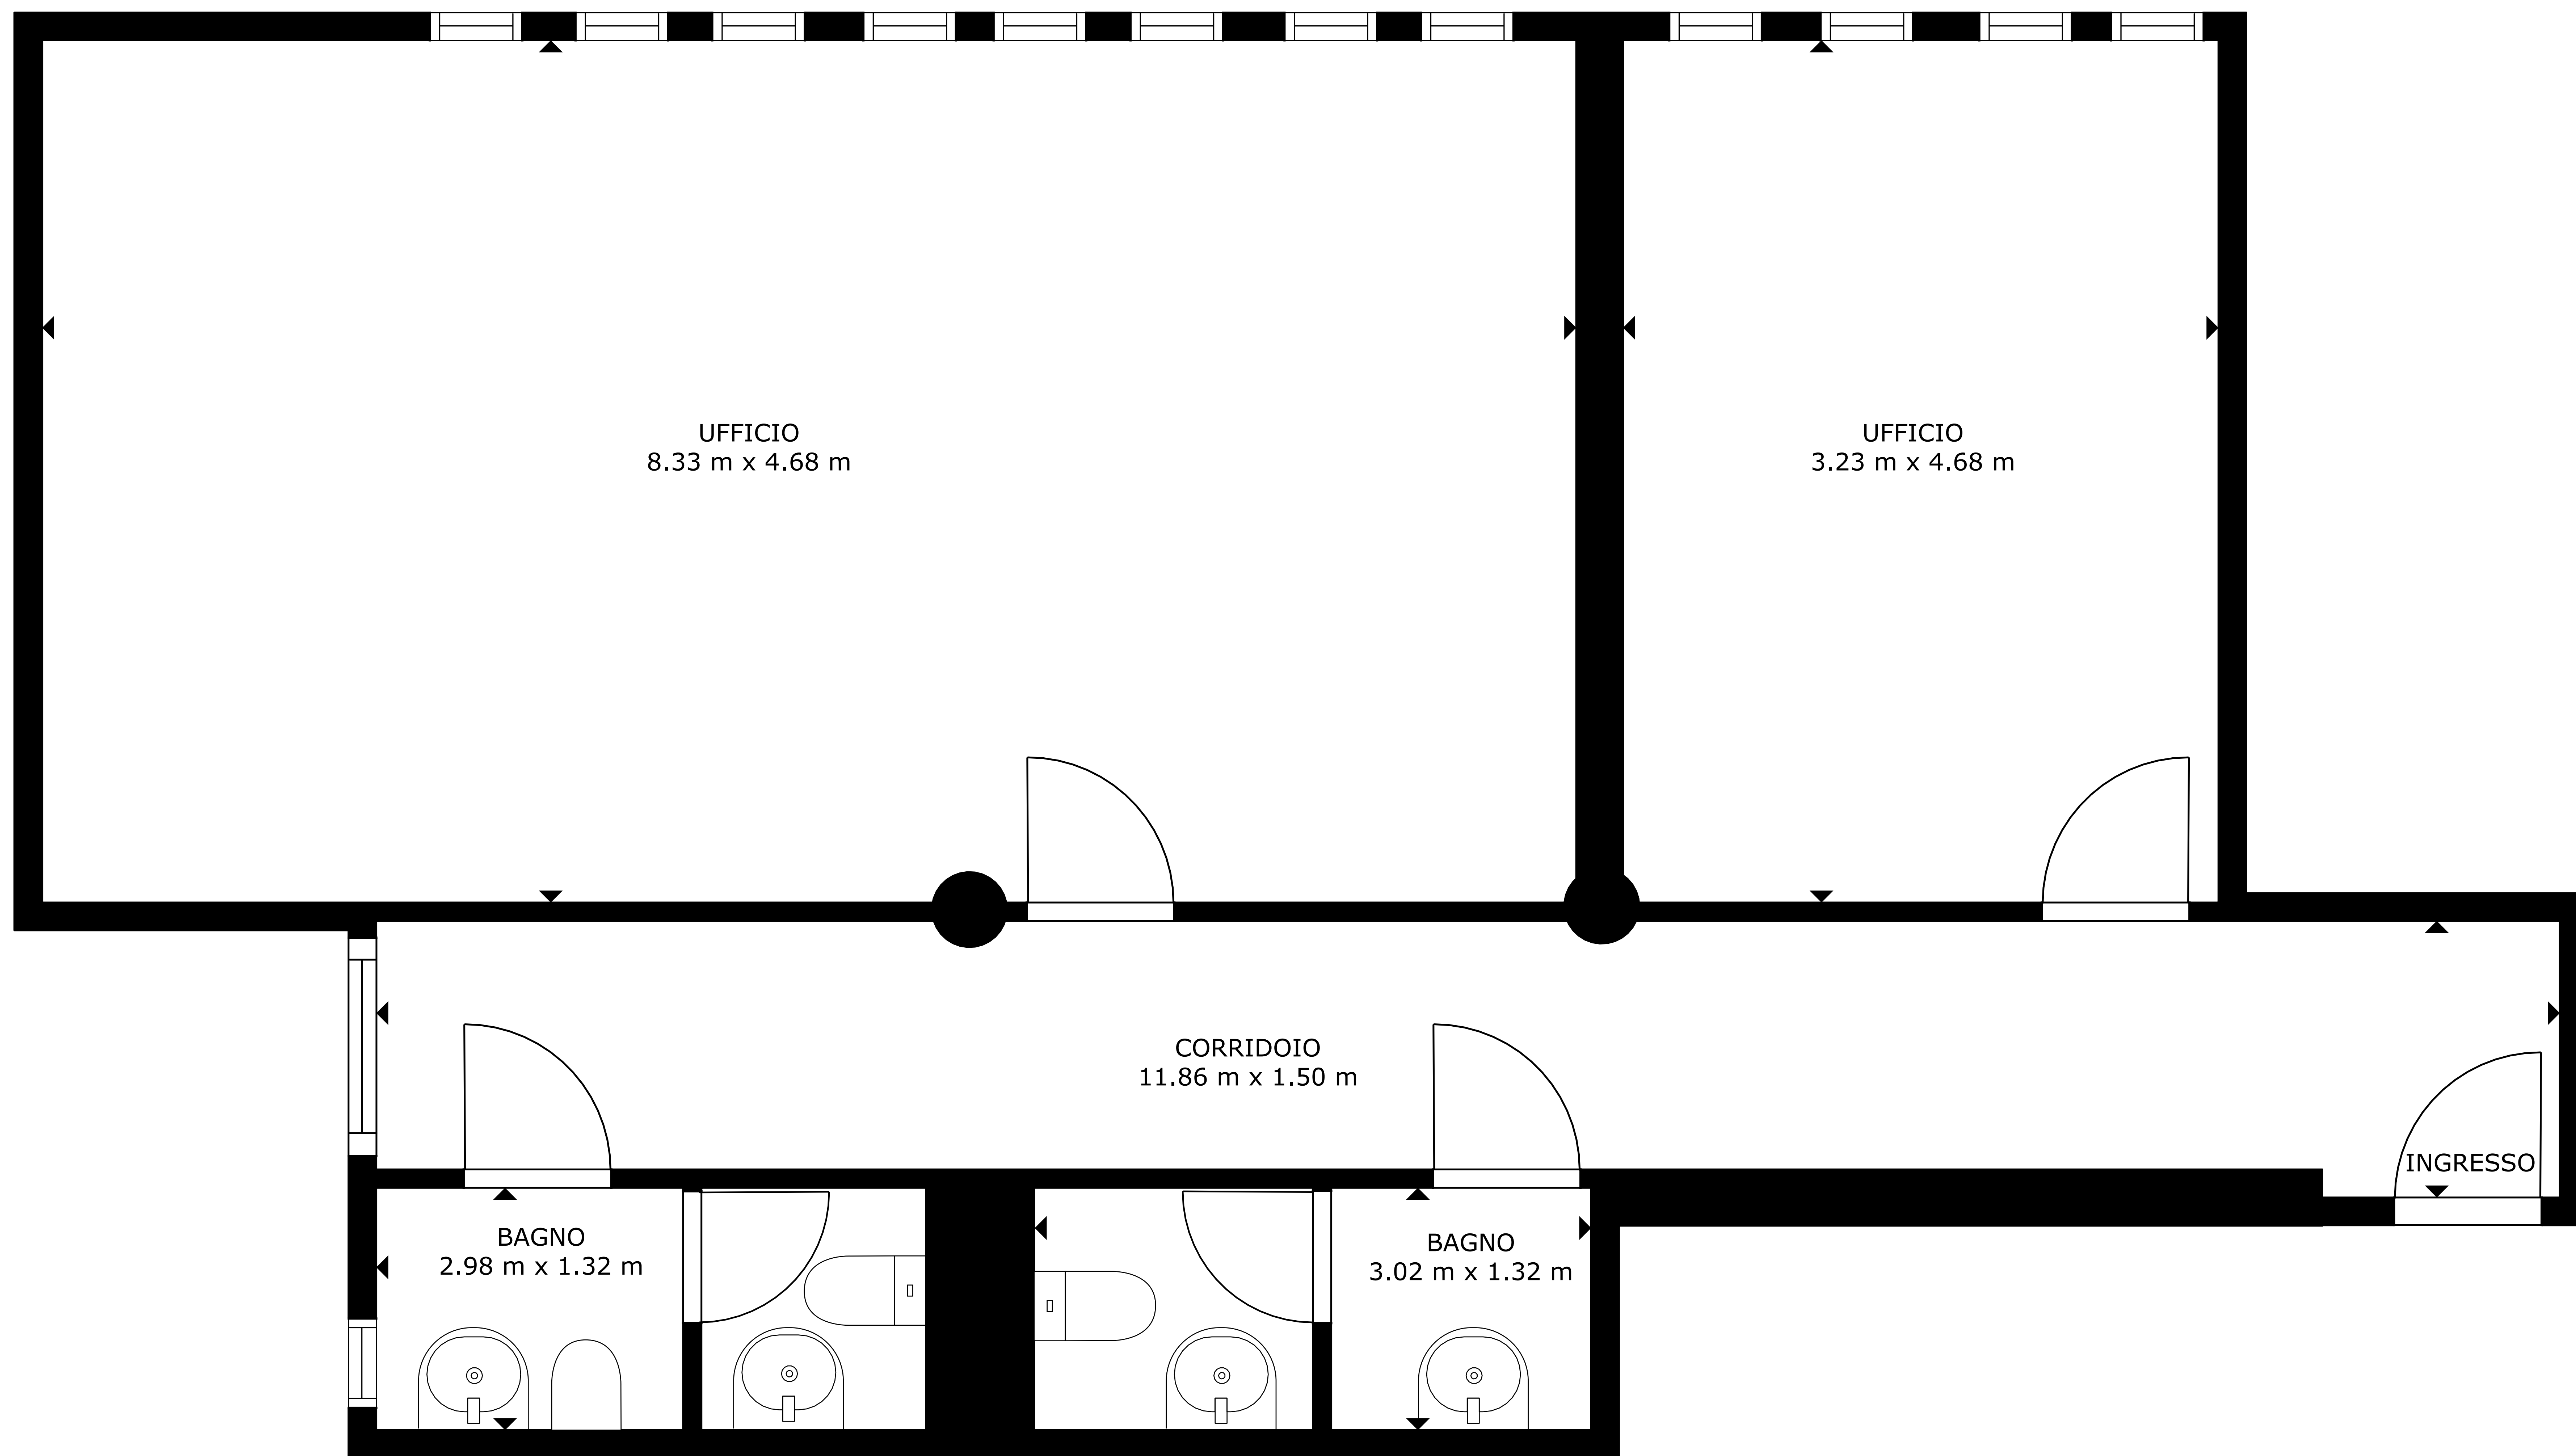 UFFICIO
8.33 m x 4.68 m
UFFICIO
3.23 m x 4.68 m
CORRIDOIO
11.86 m x 1.50 m
INGRESSO
BAGNO
2.98 m x 1.32 m
BAGNO
3.02 m x 1.32 m